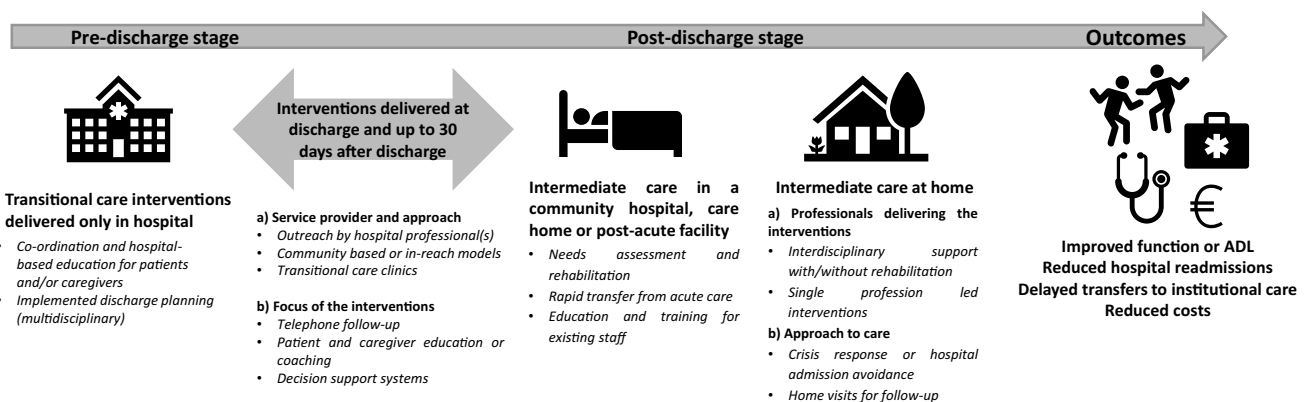 Pre-discharge stage
Post-discharge stage
Outcomes
Transitional care interventions
delivered only in hospital
• Co-ordination and hospital-
based education for patients
and/or caregivers
• Implemented discharge planning
(multidisciplinary)
Interventions delivered at
discharge and up to 30
days after discharge
a) Service provider and approach
• Outreach by hospital professional(s)
• Community based or in-reach models
• Transitional care clinics
b) Focus of the interventions
• Telephone follow-up
• Patient and caregiver education or
coaching
• Decision support systems
Intermediate care in a
community hospital, care
home or post-acute facility
• Needs assessment and
rehabilitation
• Rapid transfer from acute care
• Education and training for
existing staff
Intermediate care at home
a) Professionals delivering the
interventions
• Interdisciplinary support
with/without rehabilitation
• Single profession led
interventions
b) Approach to care
• Crisis response or hospital
admission avoidance
• Home visits for follow-up
€
Improved function or ADL
Reduced hospital readmissions
Delayed transfers to institutional care
Reduced costs